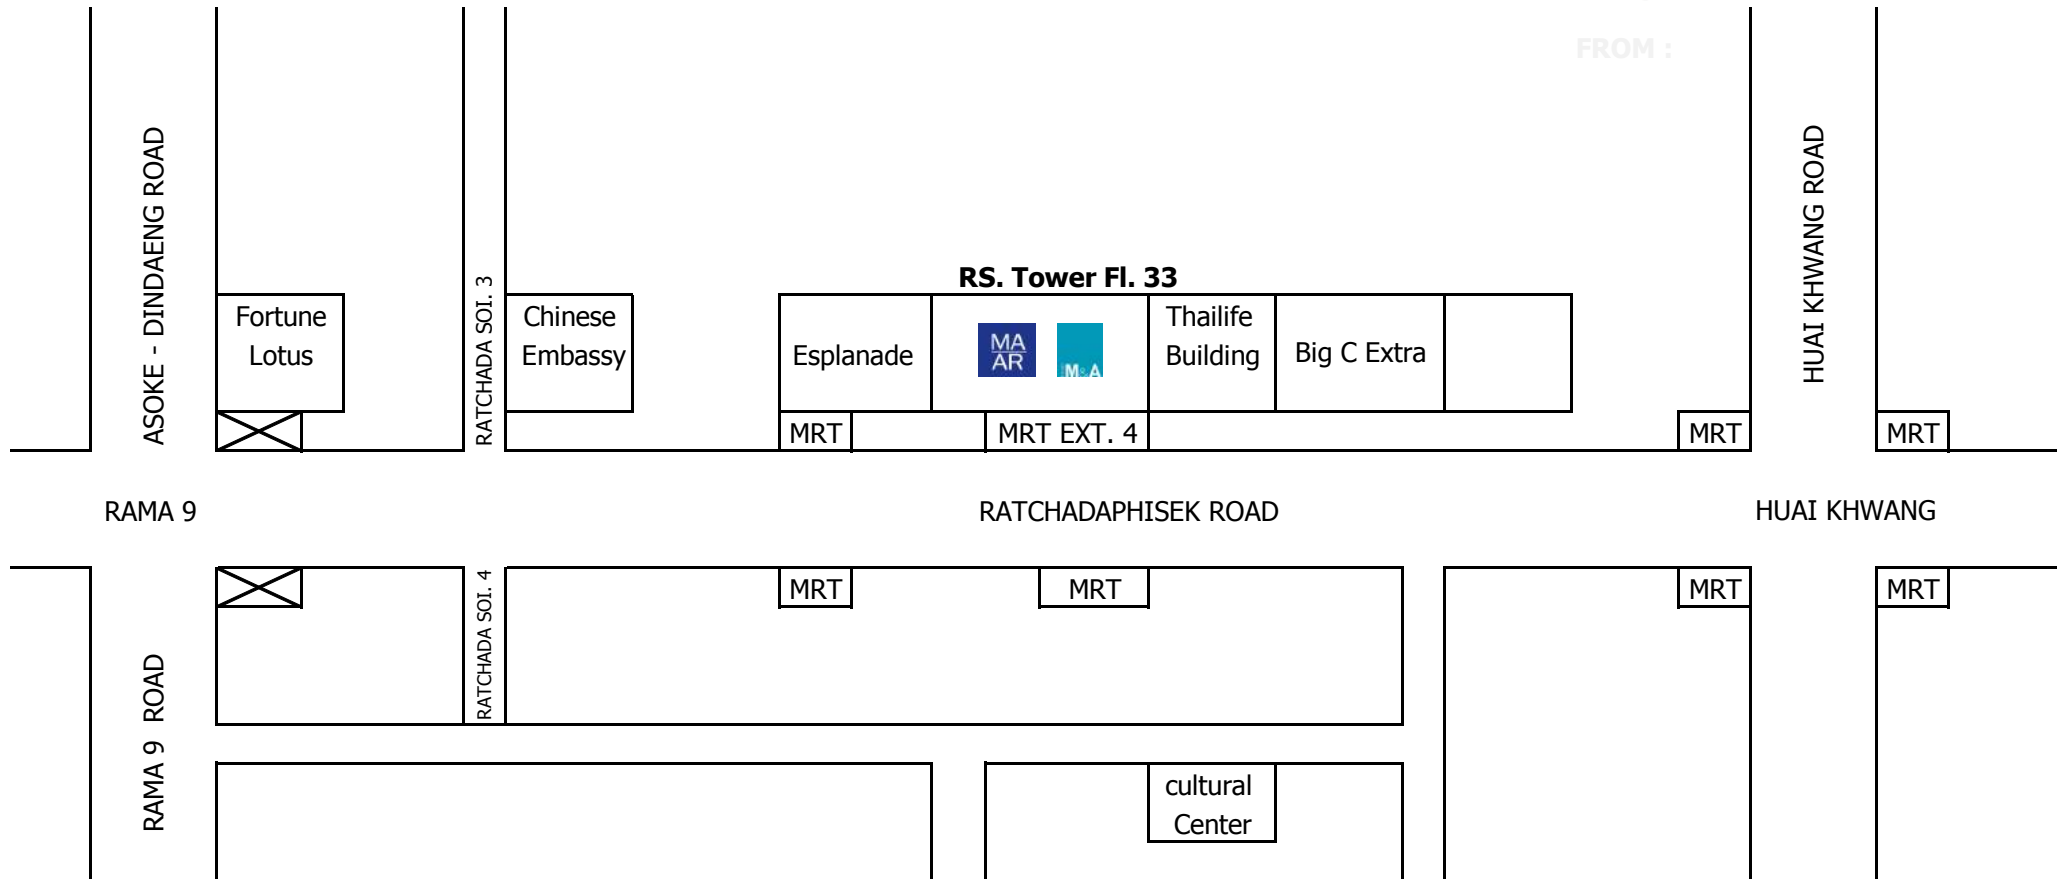 FROM :
ASOKE - DINDAENG ROAD
RATCHADA SOI. 3
HUAI KHWANG ROAD
RS. Tower Fl. 33
Fortune
Lotus
Chinese
Embassy
Esplanade
MA
AR
M&A
Thailife
Building
Big C Extra
MRT
MRT EXT. 4
MRT
MRT
RAMA 9
RATCHADAPHISEK ROAD
HUAI KHWANG
MRT
MRT
MRT
MRT
RATCHADA SOI. 4
RAMA 9 ROAD
cultural
Center